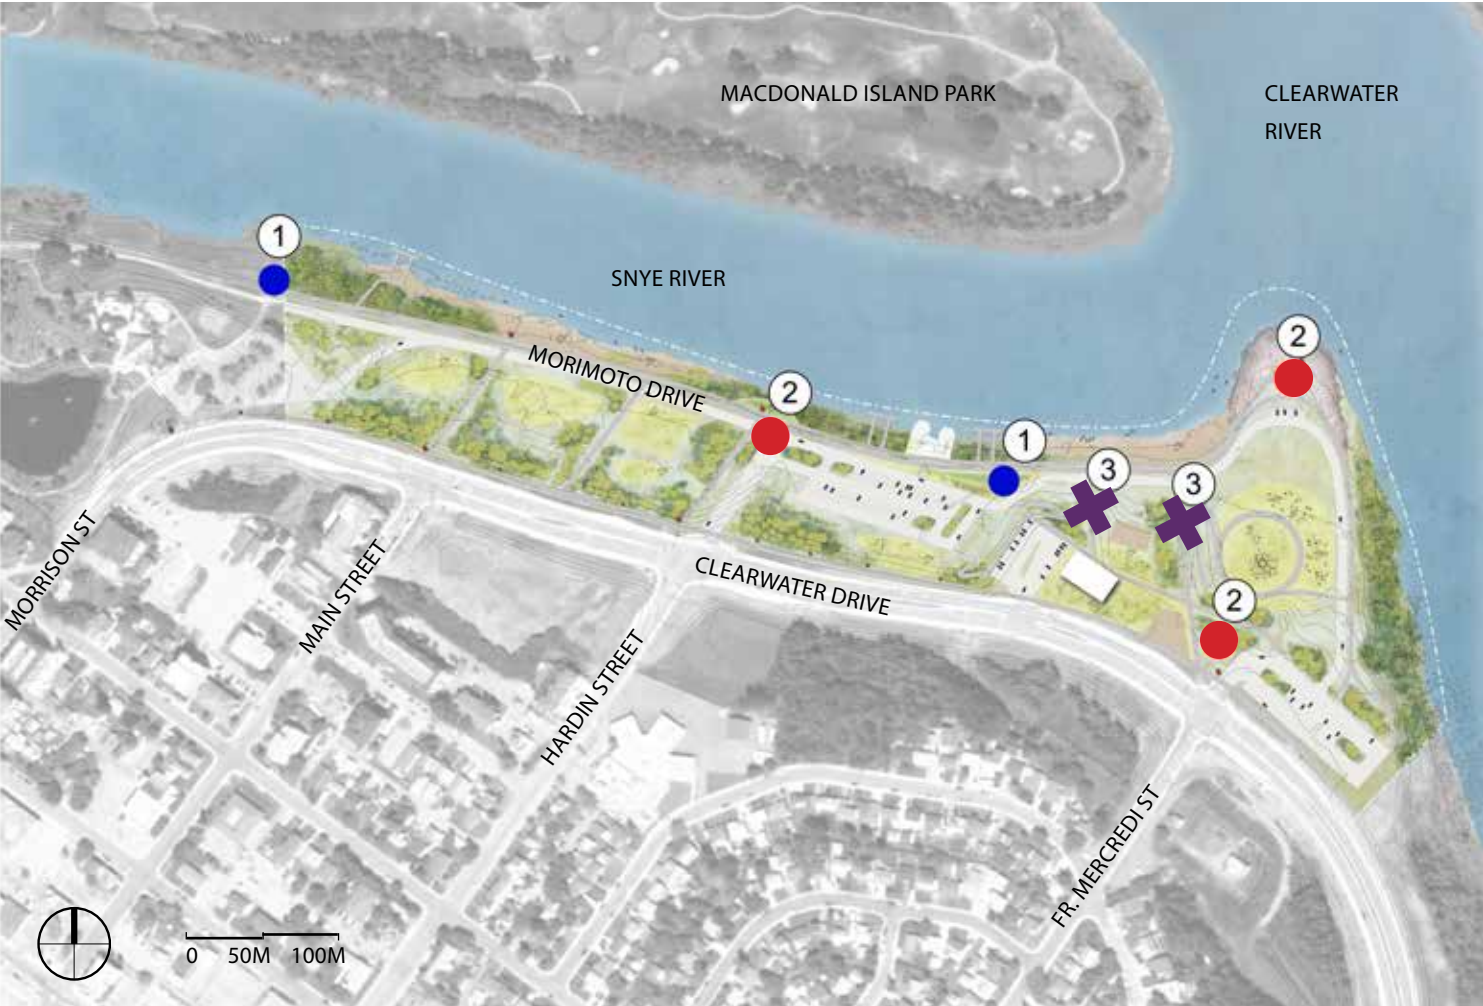 MACDONALD ISLAND PARK
CLEARWATER
RIVER
1
SNYE RIVER
2
MORIMOTO DRIVE
2
1
3
3
CLEARWATER DRIVE
2
MORRISON ST
MAIN STREET
HARDIN STREET
FR. MERCREDI ST
0 50M 100M